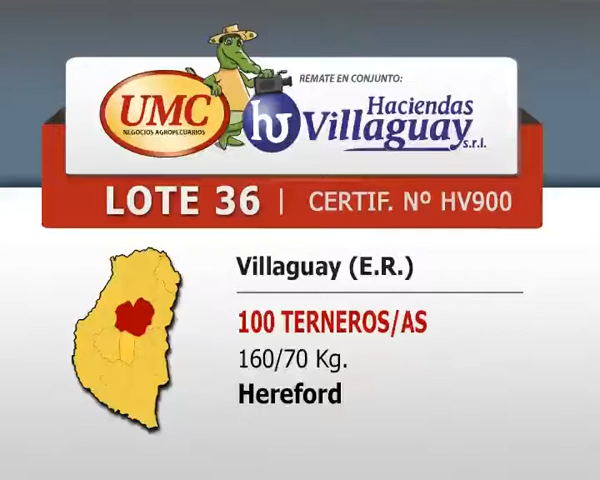 REMATE EN CONJUNTO:
UMC
NEGOCIOS AGROPECUARIOS
hv
Haciendas
Villaguay
s.r.l.
LOTE 36 | CERTIF. Nº HV900
Villaguay (E.R.)
100 TERNEROS/AS
160/70 Kg.
Hereford